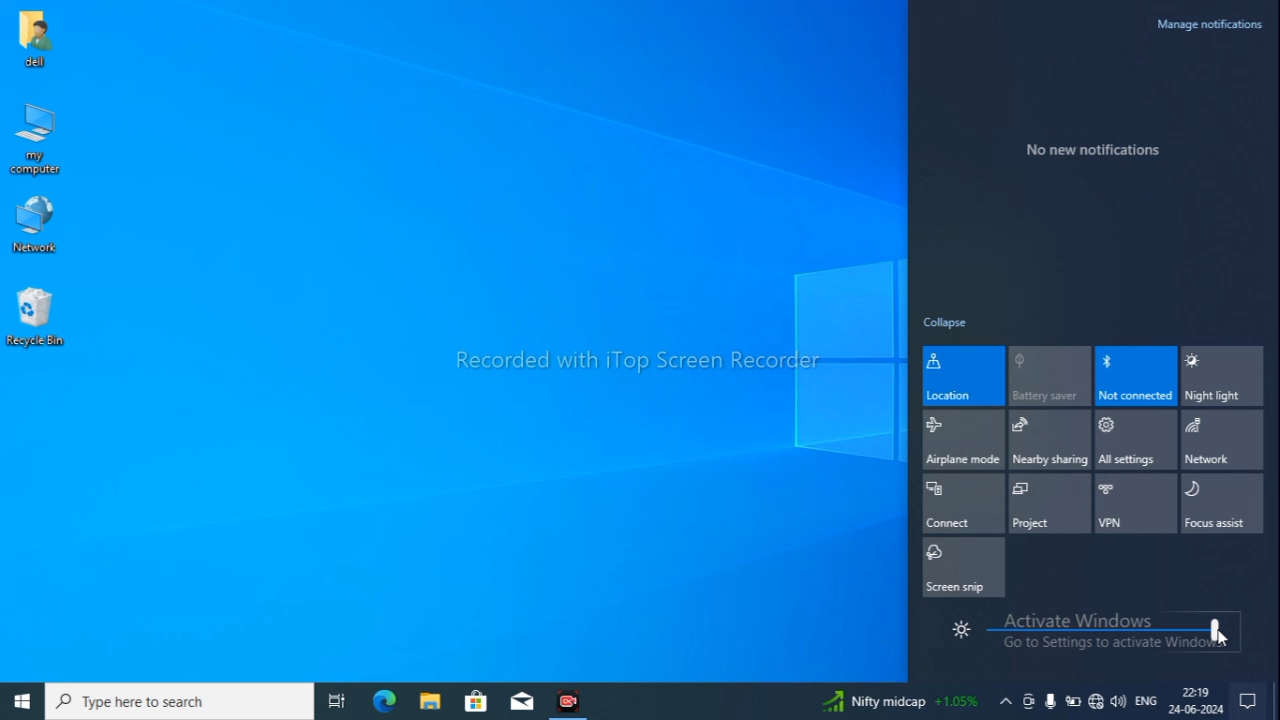 dell
my
computer
Network
Recycle Bin
Recorded with iTop Screen Recorder
Manage notifications
No new notifications
Collapse
Location
Battery saver
Not connected
Night light
Airplane mode
Nearby sharing
All settings
Network
Connect
Project
VPN
Focus assist
Screen snip
Activate Windows
Go to Settings to activate Windows.
Type here to search
Nifty midcap +1.05%
ENG
22:19
24-06-2024